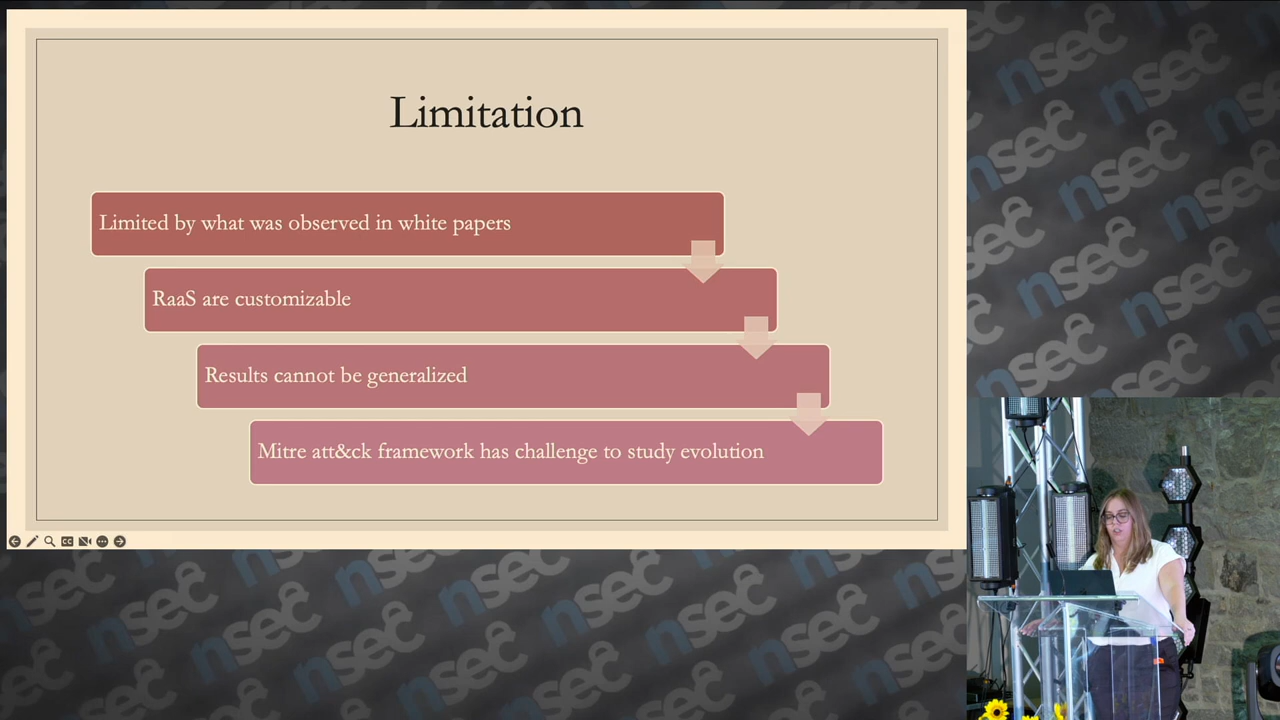 Limitation
Limited by what was observed in white papers
RaaS are customizable
Results cannot be generalized
Mitre att&ck framework has challenge to study evolution
nsec